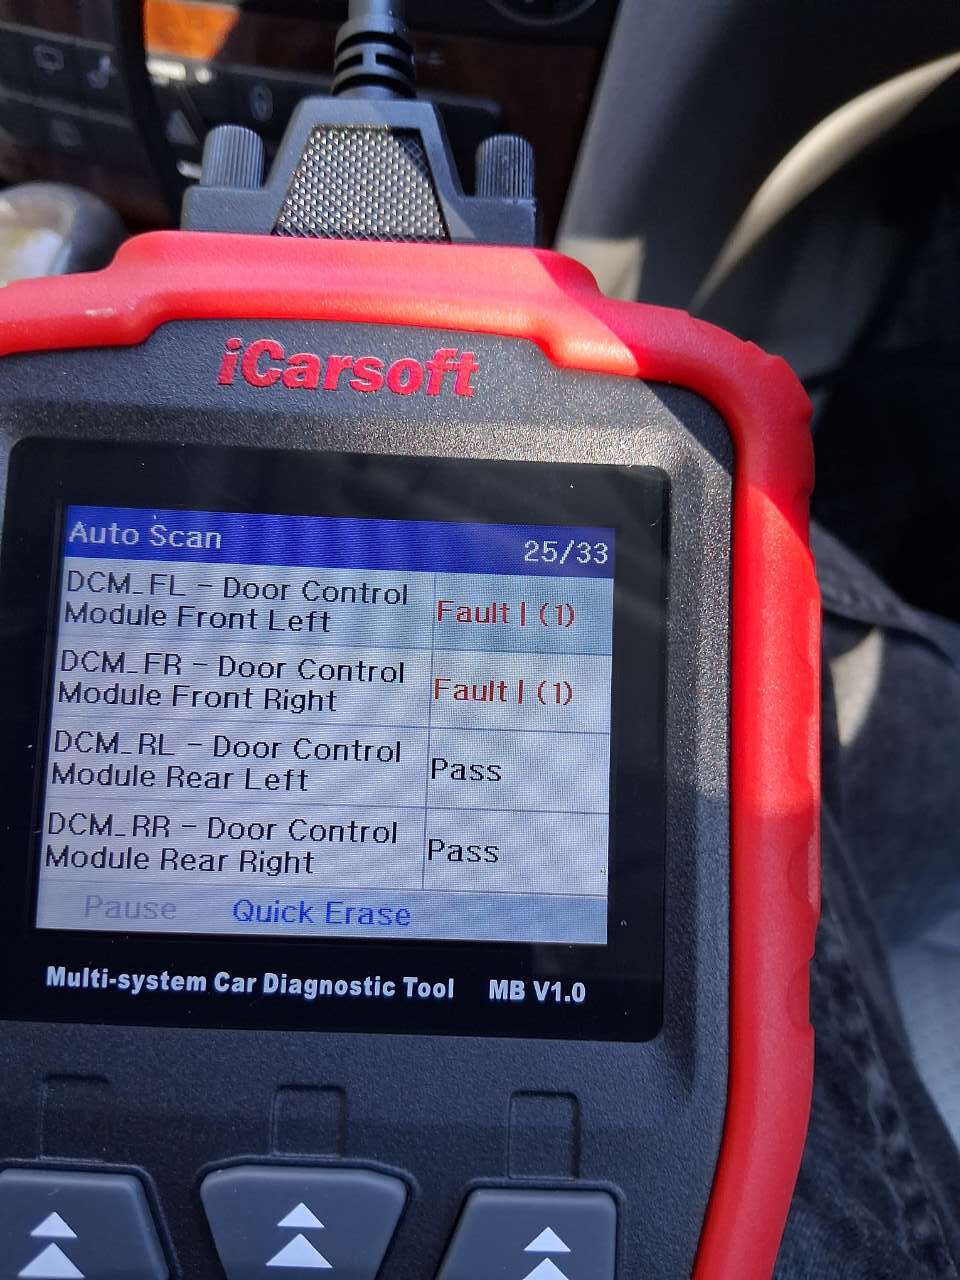 iCarsoft
Auto Scan 25/33
DCM_FL - Door Control
Module Front Left
Fault | (1)
DCM_FR - Door Control
Module Front Right
Fault | (1)
DCM_RL - Door Control
Module Rear Left
Pass
DCM_RR - Door Control
Module Rear Right
Pass
Pause Quick Erase
Multi-system Car Diagnostic Tool MB V1.0